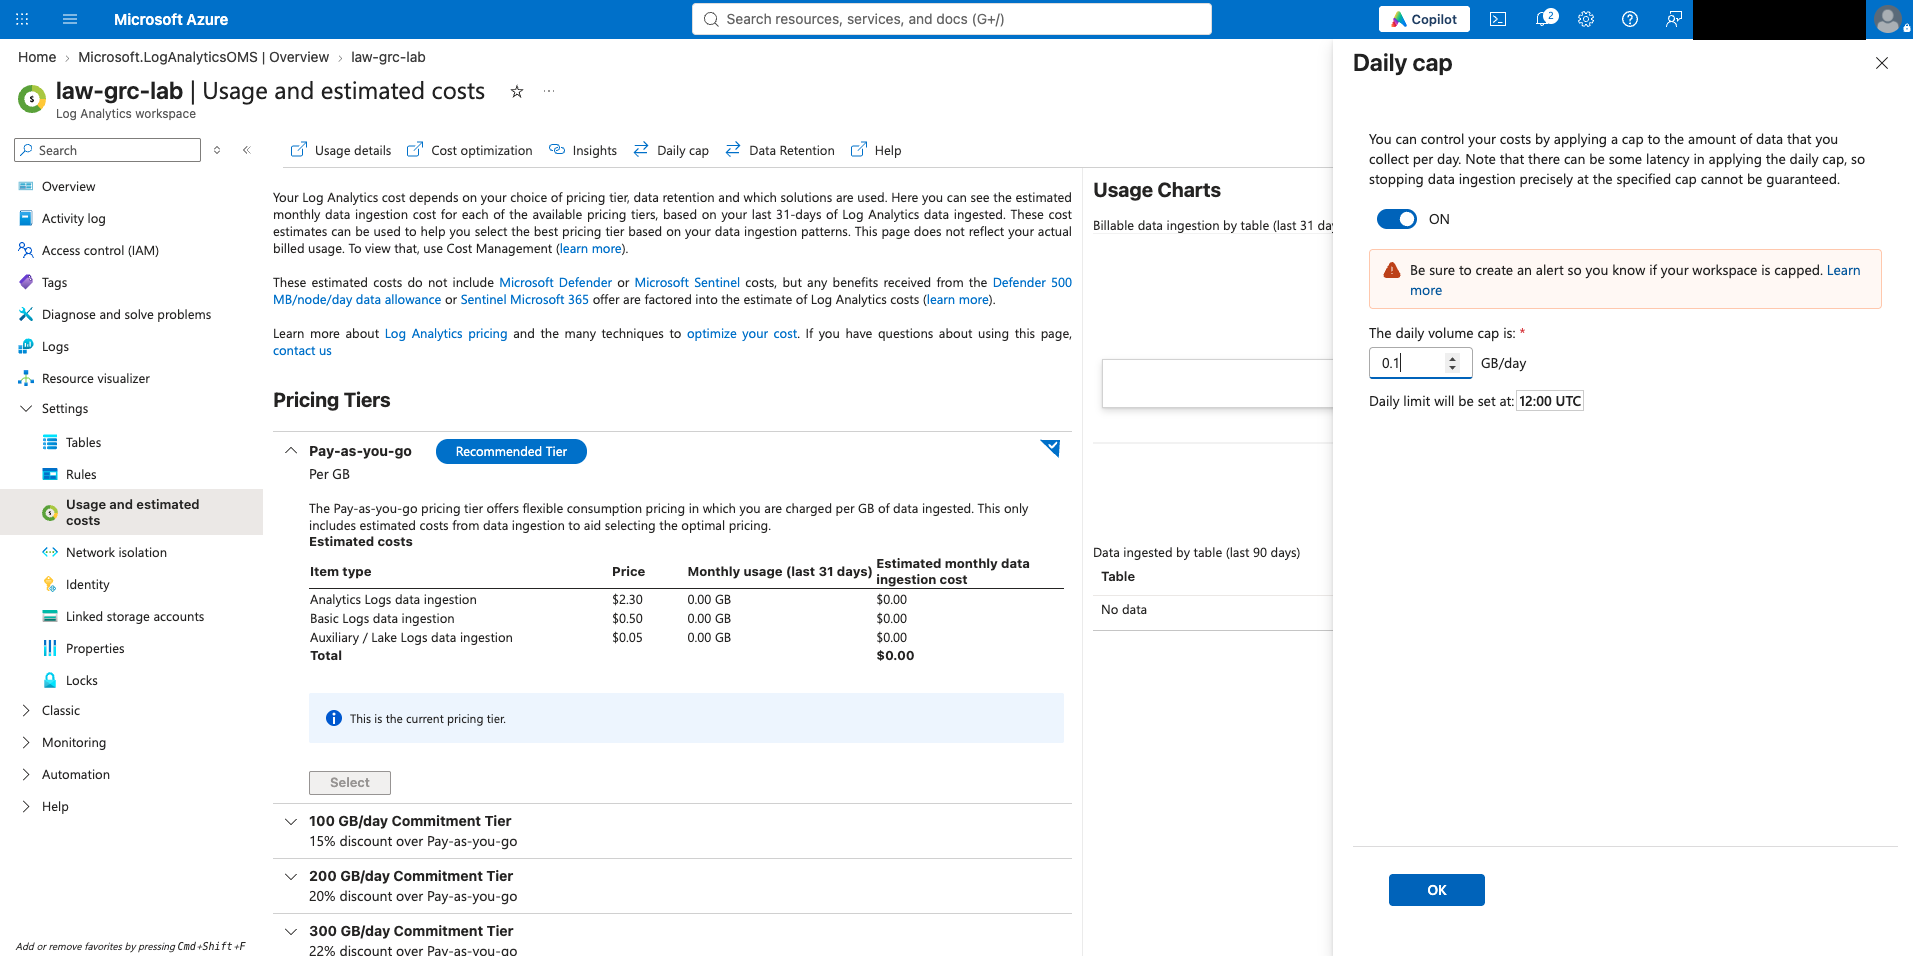 Microsoft Azure
Search resources, services, and docs (G+/)
Copilot
2
Home > Microsoft.LogAnalyticsOMS | Overview > law-grc-lab
law-grc-lab | Usage and estimated costs
Log Analytics workspace
Search
Overview
Activity log
Access control (IAM)
Tags
Diagnose and solve problems
Logs
Resource visualizer
Settings
Tables
Rules
Usage and estimated
costs
Network isolation
Identity
Linked storage accounts
Properties
Locks
Classic
Monitoring
Automation
Help
Add or remove favorites by pressing Cmd+Shift+F
Usage details
Cost optimization
Insights
Daily cap
Data Retention
Help
Your Log Analytics cost depends on your choice of pricing tier, data retention and which solutions are used. Here you can see the estimated
monthly data ingestion cost for each of the available pricing tiers, based on your last 31-days of Log Analytics data ingested. These cost
estimates can be used to help you select the best pricing tier based on your data ingestion patterns. This page does not reflect your actual
billed usage. To view that, use Cost Management (learn more).
These estimated costs do not include Microsoft Defender or Microsoft Sentinel costs, but any benefits received from the Defender 500
MB/node/day data allowance or Sentinel Microsoft 365 offer are factored into the estimate of Log Analytics costs (learn more).
Learn more about Log Analytics pricing and the many techniques to optimize your cost. If you have questions about using this page,
contact us
Pricing Tiers
Pay-as-you-go
Recommended Tier
Per GB
The Pay-as-you-go pricing tier offers flexible consumption pricing in which you are charged per GB of data ingested. This only
includes estimated costs from data ingestion to aid selecting the optimal pricing.
Estimated costs
Item type Price Monthly usage (last 31 days) Estimated monthly data
ingestion cost
Analytics Logs data ingestion $2.30 0.00 GB $0.00
Basic Logs data ingestion $0.50 0.00 GB $0.00
Auxiliary / Lake Logs data ingestion $0.05 0.00 GB $0.00
Total $0.00
This is the current pricing tier.
Select
100 GB/day Commitment Tier
15% discount over Pay-as-you-go
200 GB/day Commitment Tier
20% discount over Pay-as-you-go
300 GB/day Commitment Tier
22% discount over Pay-as-you-go
Usage Charts
Billable data ingestion by table (last 31 day
Data ingested by table (last 90 days)
Table
No data
Daily cap
You can control your costs by applying a cap to the amount of data that you
collect per day. Note that there can be some latency in applying the daily cap, so
stopping data ingestion precisely at the specified cap cannot be guaranteed.
ON
Be sure to create an alert so you know if your workspace is capped. Learn
more
The daily volume cap is: *
0.1
GB/day
Daily limit will be set at: 12:00 UTC
OK